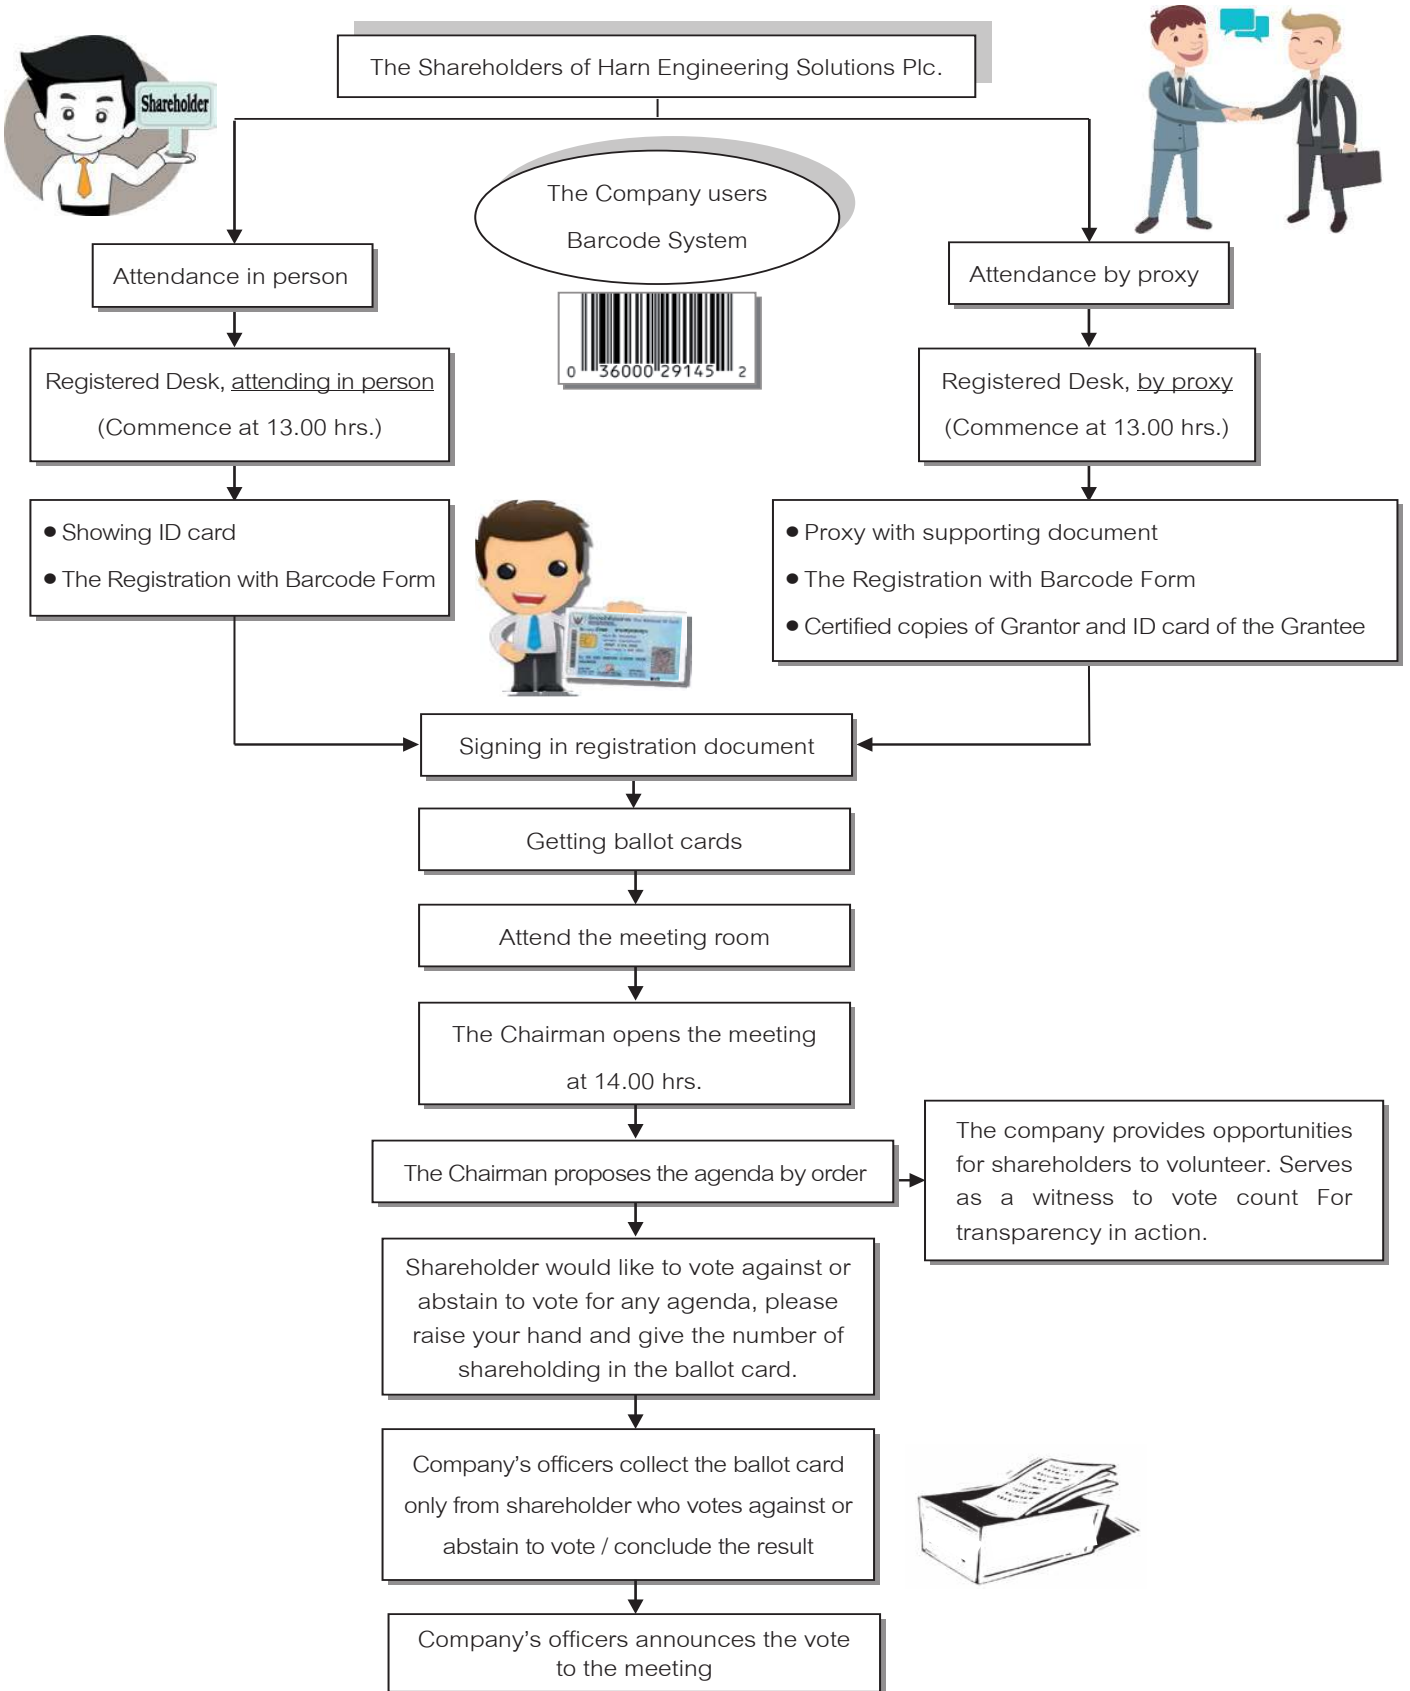 The Shareholders of Harn Engineering Solutions Plc.
Shareholder
The Company users
Barcode System
0 36000 29145 2
Attendance in person
Attendance by proxy
Registered Desk, attending in person
(Commence at 13.00 hrs.)
Registered Desk, by proxy
(Commence at 13.00 hrs.)
● Showing ID card
● The Registration with Barcode Form
● Proxy with supporting document
● The Registration with Barcode Form
● Certified copies of Grantor and ID card of the Grantee
Signing in registration document
Getting ballot cards
Attend the meeting room
The Chairman opens the meeting
at 14.00 hrs.
The Chairman proposes the agenda by order
The company provides opportunities
for shareholders to volunteer. Serves
as a witness to vote count For
transparency in action.
Shareholder would like to vote against or
abstain to vote for any agenda, please
raise your hand and give the number of
shareholding in the ballot card.
Company's officers collect the ballot card
only from shareholder who votes against or
abstain to vote / conclude the result
Company's officers announces the vote
to the meeting